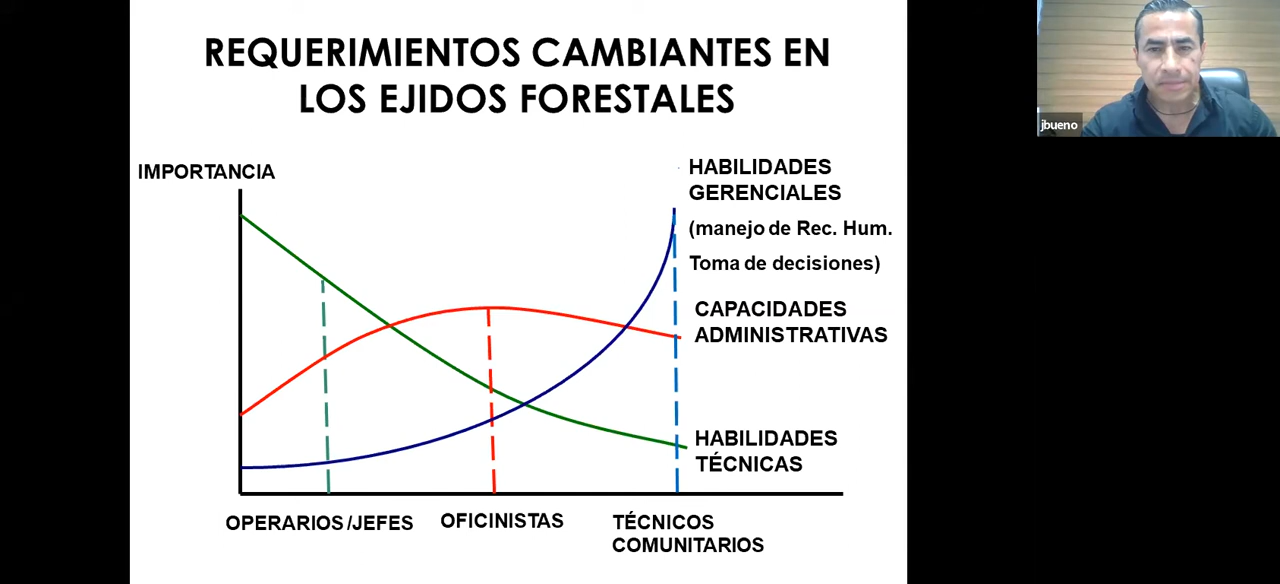 REQUERIMIENTOS CAMBIANTES EN
LOS EJIDOS FORESTALES
jbueno
IMPORTANCIA
HABILIDADES
GERENCIALES
(manejo de Rec. Hum.
Toma de decisiones)
CAPACIDADES
ADMINISTRATIVAS
HABILIDADES
TÉCNICAS
OPERARIOS/JEFES
OFICINISTAS
TÉCNICOS
COMUNITARIOS